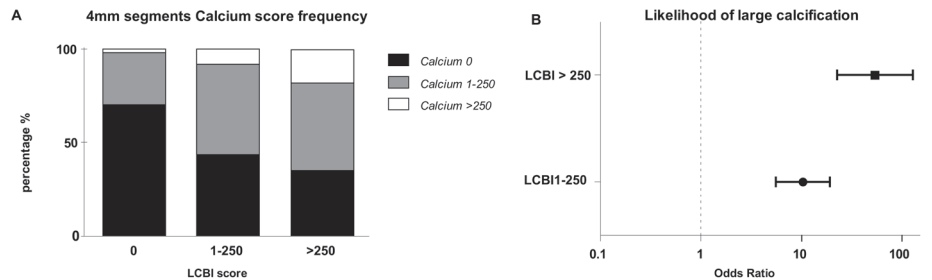 A
4mm segments Calcium score frequency
100
50
0
percentage %
0
1-250
>250
LCBI score
Calcium 0
Calcium 1-250
Calcium >250
B
Likelihood of large calcification
LCBI > 250
LCBI1-250
0.1
1
10
100
Odds Ratio